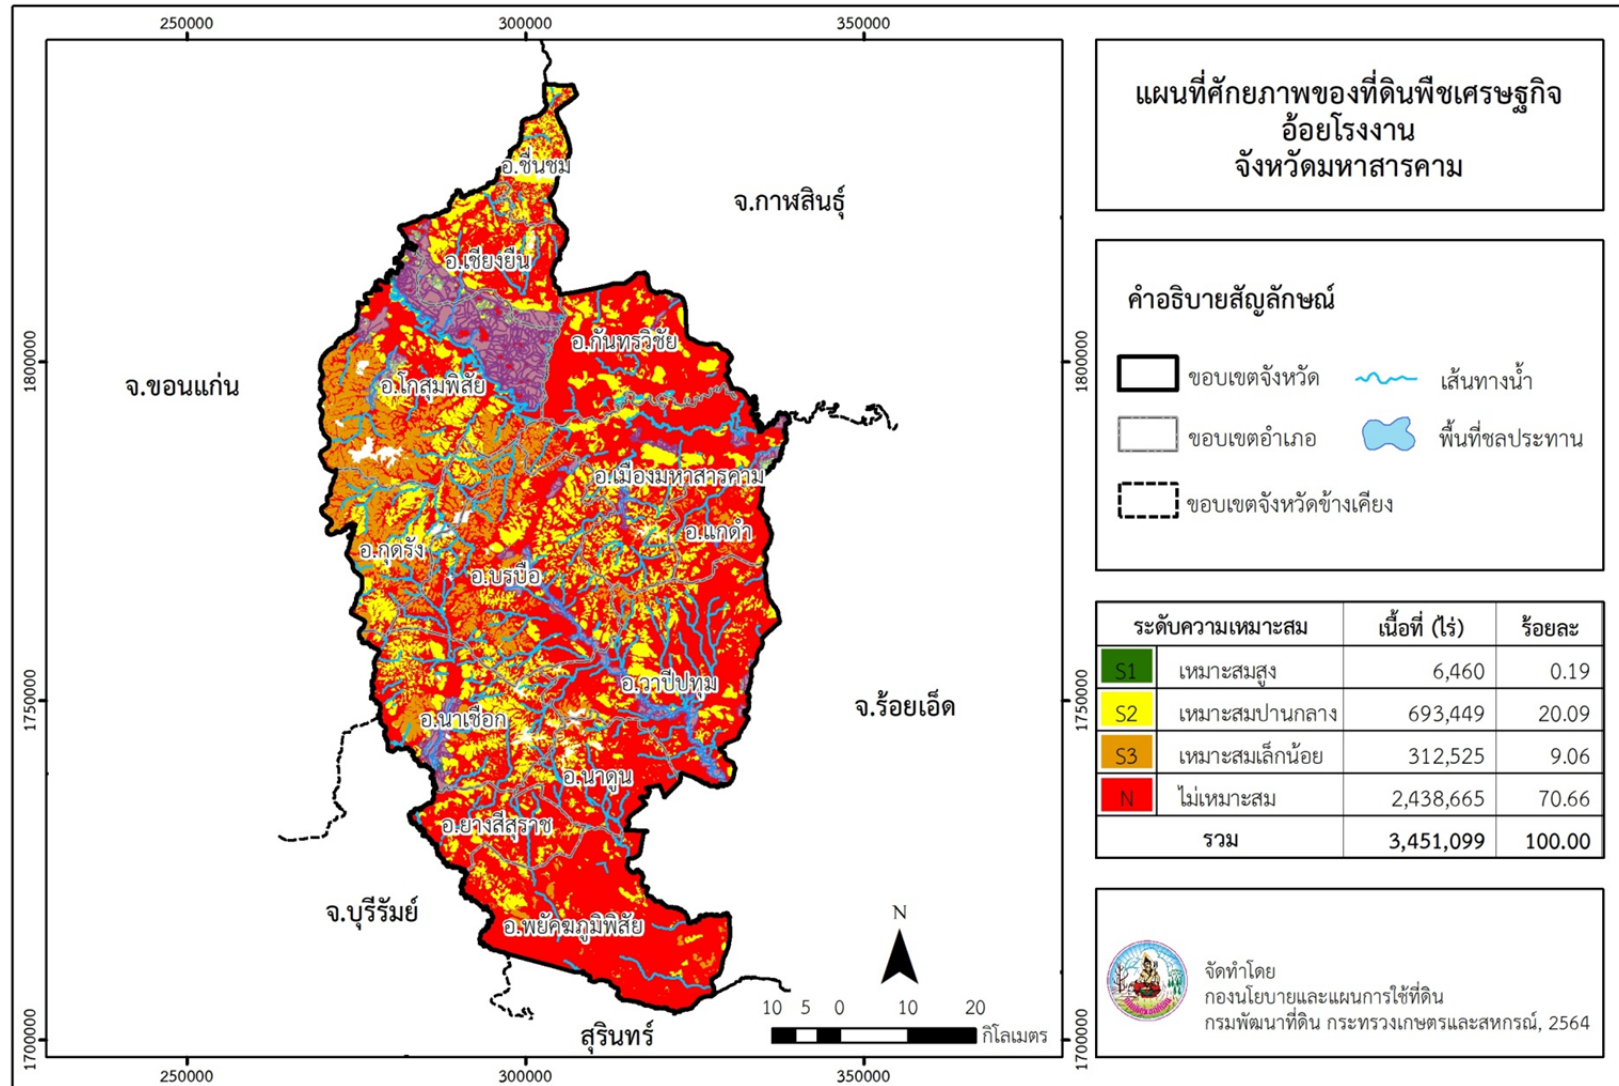 250000
300000
350000
แผนที่ศักยภาพของที่ดินพืชเศรษฐกิจ
อ้อยโรงงาน
จังหวัดมหาสารคาม
อ.ชื่นชม
จ.กาฬสินธุ์
อ.เชียงยืน
คำอธิบายสัญลักษณ์
1800000
อ.กันทรวิชัย
1800000
จ.ขอนแก่น
อ.โกสุมพิสัย
ขอบเขตจังหวัด
เส้นทางน้ำ
ขอบเขตอำเภอ
พื้นที่ชลประทาน
อ.เมืองมหาสารคาม
ขอบเขตจังหวัดข้างเคียง
อ.แกดำ
อ.กุดรัง
อ.บรบือ
ระดับความเหมาะสม เนื้อที่ (ไร่) ร้อยละ
S1 เหมาะสมสูง 6,460 0.19
S2 เหมาะสมปานกลาง 693,449 20.09
S3 เหมาะสมเล็กน้อย 312,525 9.06
N ไม่เหมาะสม 2,438,665 70.66
รวม 3,451,099 100.00
1750000
อ.วาปีปทุม
1750000
จ.ร้อยเอ็ด
อ.นาเชือก
อ.นาดูน
อ.ยางสีสุราช
จ.บุรีรัมย์
อ.พยัคฆภูมิพิสัย
N
จัดทำโดย
กองนโยบายและแผนการใช้ที่ดิน
กรมพัฒนาที่ดิน กระทรวงเกษตรและสหกรณ์, 2564
10 5 0 10 20
กิโลเมตร
สุรินทร์
1700000
1700000
250000
300000
350000